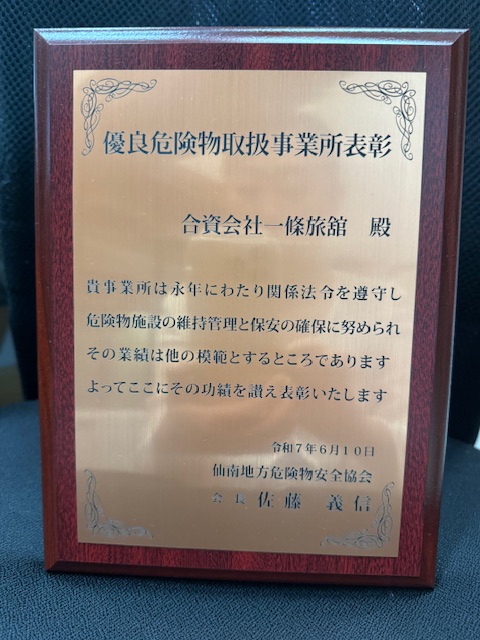 優良危険物取扱事業所表彰
合資会社一條旅舘 殿
貴事業所は永年にわたり関係法令を遵守し
危険物施設の維持管理と保安の確保に努められ
その業績は他の模範とするところであります
よってここにその功績を讃え表彰いたします
令和７年６月１０日
仙南地方危険物安全協会
会長 佐藤 義信